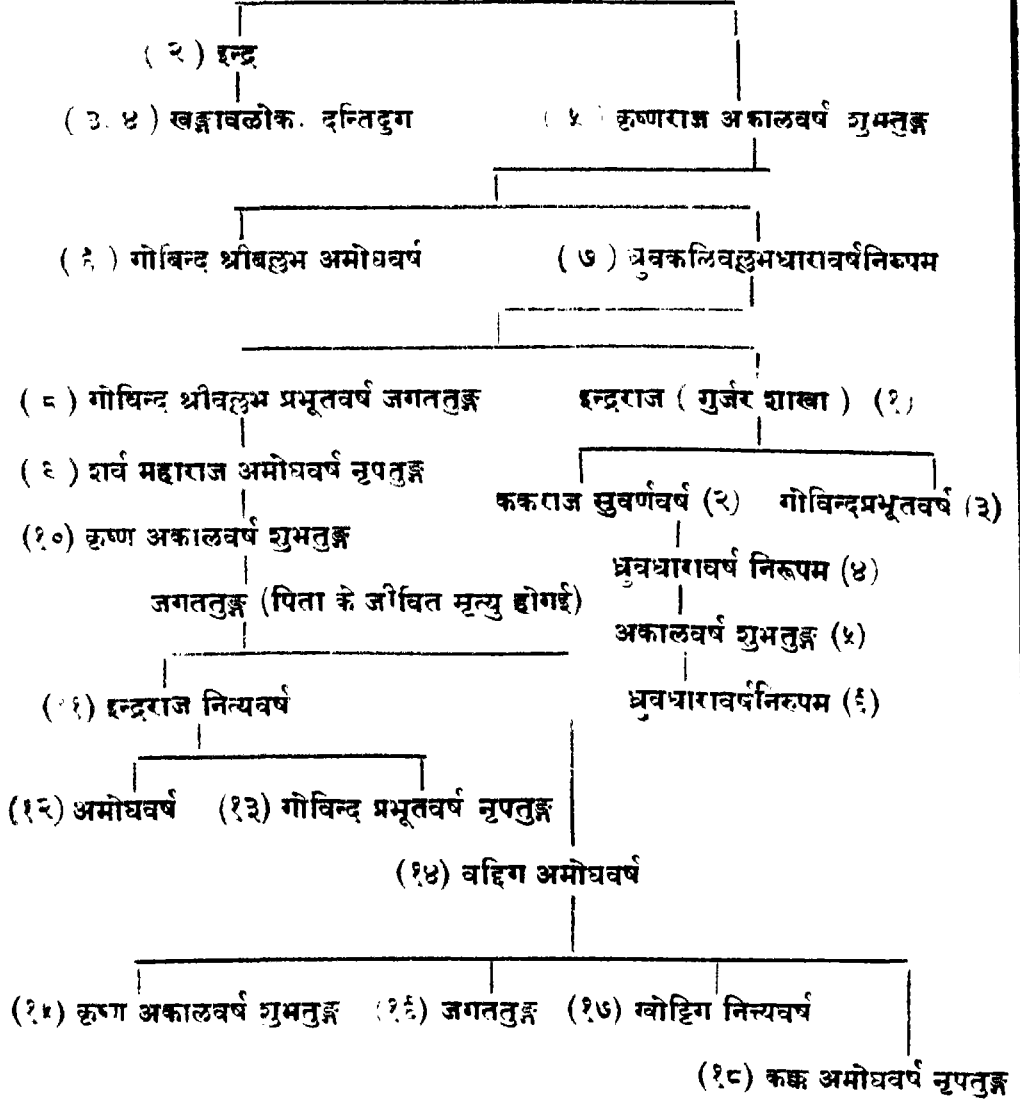 ( २ ) इन्द्र
( ३. ४ ) खङ्गावलोक. दन्तिदुग ( ५ ) कृष्णराज अकालवर्ष शुभतुङ्ग
( ६ ) गोबिन्द श्रीबल्लभ अमोघवर्ष ( ७ ) ध्रुवकलिवल्लभधारावर्षनिरूपम
( ८ ) गोबिन्द श्रीवल्लभ प्रभूतवर्ष जगततुङ्ग इन्द्रराज ( गुर्जर शाखा ) (१)
( ९ ) शर्व महाराज अमोघवर्ष नृपतुङ्ग
ककराज सुवर्णवर्ष (२) गोविन्दप्रभूतवर्ष (३)
(१०) कृष्ण अकालवर्ष शुभतुङ्ग
ध्रुवधारावर्ष निरूपम (४)
जगततुङ्ग (पिता के जीवित मृत्यु होगई)
अकालवर्ष शुभतुङ्ग (५)
(११) इन्द्रराज नित्यवर्ष ध्रुवधारावर्षनिरुपम (६)
(१२) अमोघवर्ष (१३) गोविन्द प्रभूतवर्ष नृपतुङ्ग
(१४) वद्दिग अमोघवर्ष
(१५) कृष्ण अकालवर्ष शुभतुङ्ग (१६) जगततुङ्ग (१७) खोट्टिग नित्त्यवर्ष
(१८) कक्क अमोघवर्ष नृपतुङ्ग